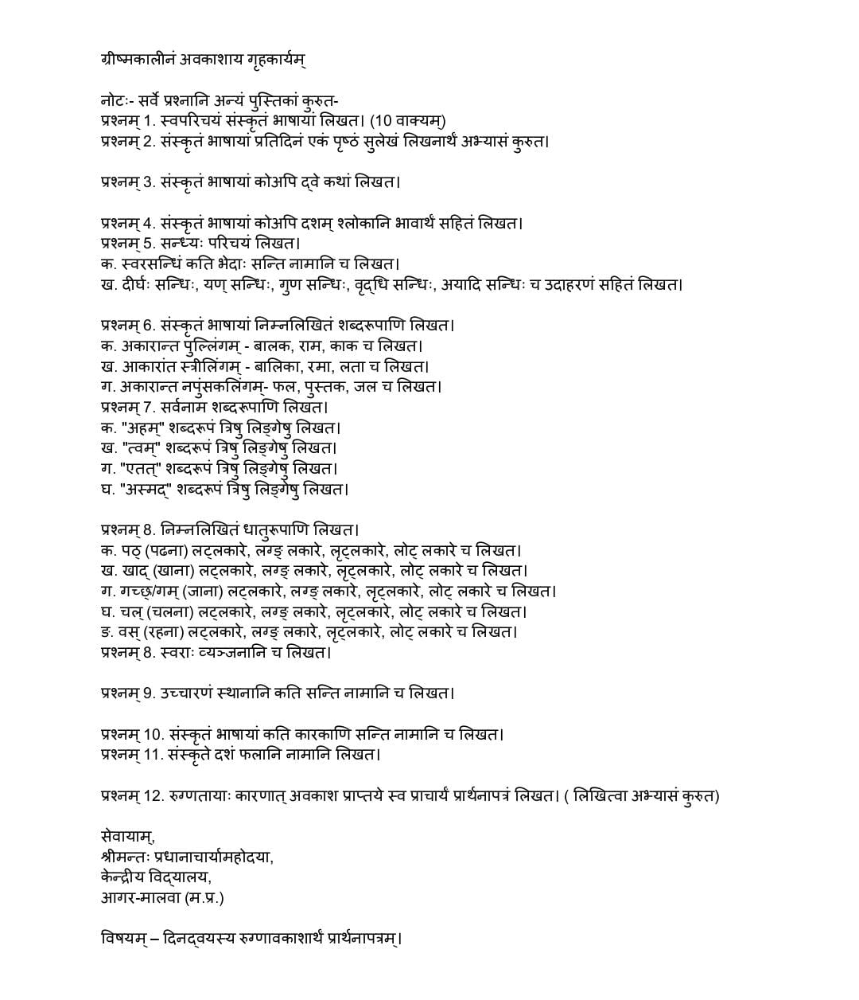 ग्रीष्मकालीनं अवकाशाय गृहकार्यम्
नोटः- सर्वे प्रश्नानि अन्यं पुस्तिकां कुरुत-
प्रश्नम् 1. स्वपरिचयं संस्कृतं भाषायां लिखत। (10 वाक्यम्)
प्रश्नम् 2. संस्कृतं भाषायां प्रतिदिनं एकं पृष्ठं सुलेखं लिखनार्थं अभ्यासं कुरुत।
प्रश्नम् 3. संस्कृतं भाषायां कोअपि द्वे कथां लिखत।
प्रश्नम् 4. संस्कृतं भाषायां कोअपि दशम् श्लोकानि भावार्थं सहितं लिखत।
प्रश्नम् 5. सन्ध्यः परिचयं लिखत।
क. स्वरसन्धिं कति भेदाः सन्ति नामानि च लिखत।
ख. दीर्घः सन्धिः, यण् सन्धिः, गुण सन्धिः, वृद्धि सन्धिः, अयादि सन्धिः च उदाहरणं सहितं लिखत।
प्रश्नम् 6. संस्कृतं भाषायां निम्नलिखितं शब्दरूपाणि लिखत।
क. अकारान्त पुल्लिंगम् - बालक, राम, काक च लिखत।
ख. आकारांत स्त्रीलिंगम् - बालिका, रमा, लता च लिखत।
ग. अकारान्त नपुंसकलिंगम्- फल, पुस्तक, जल च लिखत।
प्रश्नम् 7. सर्वनाम शब्दरूपाणि लिखत।
क. "अहम्" शब्दरूपं त्रिषु लिङ्गेषु लिखत।
ख. "त्वम्" शब्दरूपं त्रिषु लिङ्गेषु लिखत।
ग. "एतत्" शब्दरूपं त्रिषु लिङ्गेषु लिखत।
घ. "अस्मद्" शब्दरूपं त्रिषु लिङ्गेषु लिखत।
प्रश्नम् 8. निम्नलिखितं धातुरूपाणि लिखत।
क. पठ् (पढना) लट्लकारे, लग्ङ् लकारे, लृट्लकारे, लोट् लकारे च लिखत।
ख. खाद् (खाना) लट्लकारे, लग्ङ् लकारे, लृट्लकारे, लोट् लकारे च लिखत।
ग. गच्छ्/गम् (जाना) लट्लकारे, लग्ङ् लकारे, लृट्लकारे, लोट् लकारे च लिखत।
घ. चल् (चलना) लट्लकारे, लग्ङ् लकारे, लृट्लकारे, लोट् लकारे च लिखत।
ङ. वस् (रहना) लट्लकारे, लग्ङ् लकारे, लृट्लकारे, लोट् लकारे च लिखत।
प्रश्नम् 8. स्वराः व्यञ्जनानि च लिखत।
प्रश्नम् 9. उच्चारणं स्थानानि कति सन्ति नामानि च लिखत।
प्रश्नम् 10. संस्कृतं भाषायां कति कारकाणि सन्ति नामानि च लिखत।
प्रश्नम् 11. संस्कृते दशं फलानि नामानि लिखत।
प्रश्नम् 12. रुग्णतायाः कारणात् अवकाश प्राप्तये स्व प्राचार्यं प्रार्थनापत्रं लिखत। ( लिखित्वा अभ्यासं कुरुत)
सेवायाम्,
श्रीमन्तः प्रधानाचार्यामहोदया,
केन्द्रीय विद्यालय,
आगर-मालवा (म.प्र.)
विषयम् – दिनद्वयस्य रुग्णावकाशार्थं प्रार्थनापत्रम्।